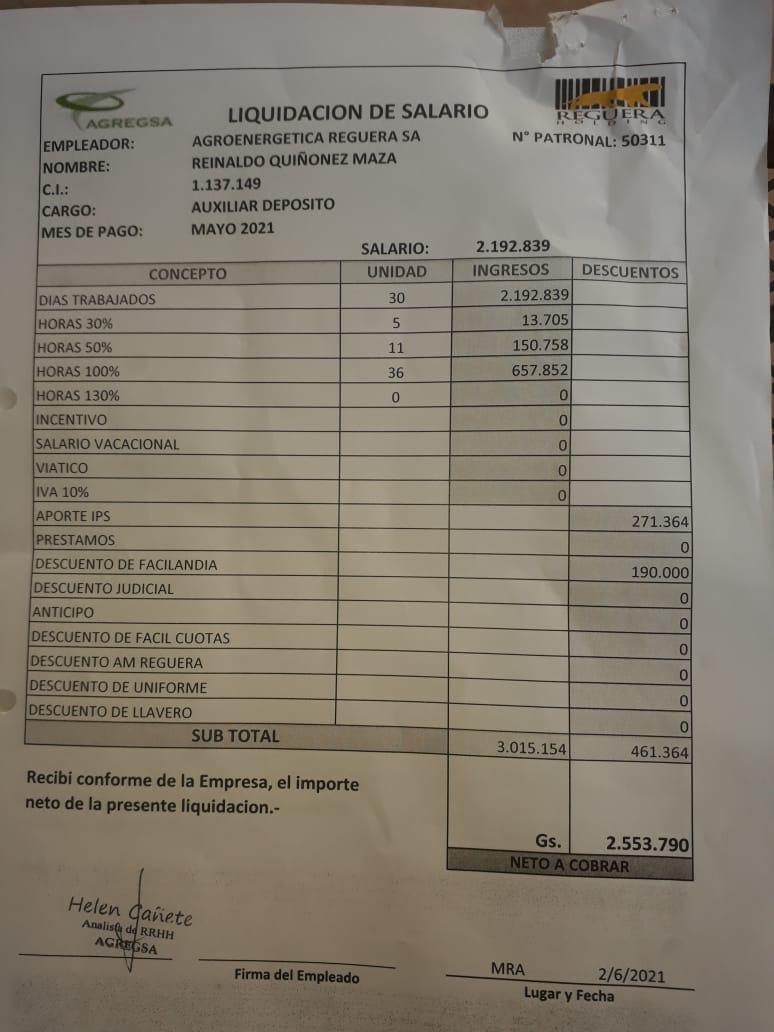 AGREGSA
LIQUIDACION DE SALARIO
REGUERA
HOLDING
EMPLEADOR: AGROENERGETICA REGUERA SA N° PATRONAL: 50311
NOMBRE: REINALDO QUIÑONEZ MAZA
C.I.: 1.137.149
CARGO: AUXILIAR DEPOSITO
MES DE PAGO: MAYO 2021
SALARIO: 2.192.839
CONCEPTO UNIDAD INGRESOS DESCUENTOS
DIAS TRABAJADOS 30 2.192.839
HORAS 30% 5 13.705
HORAS 50% 11 150.758
HORAS 100% 36 657.852
HORAS 130% 0 0
INCENTIVO 0
SALARIO VACACIONAL 0
VIATICO 0
IVA 10% 0
APORTE IPS 271.364
PRESTAMOS 0
DESCUENTO DE FACILANDIA 190.000
DESCUENTO JUDICIAL 0
ANTICIPO 0
DESCUENTO DE FACIL CUOTAS 0
DESCUENTO AM REGUERA 0
DESCUENTO DE UNIFORME 0
DESCUENTO DE LLAVERO 0
SUB TOTAL 3.015.154 461.364
Recibi conforme de la Empresa, el importe
neto de la presente liquidacion.-
Gs. 2.553.790
NETO A COBRAR
Helen Cañete
Analista de RRHH
AGREGSA
Firma del Empleado
MRA 2/6/2021
Lugar y Fecha